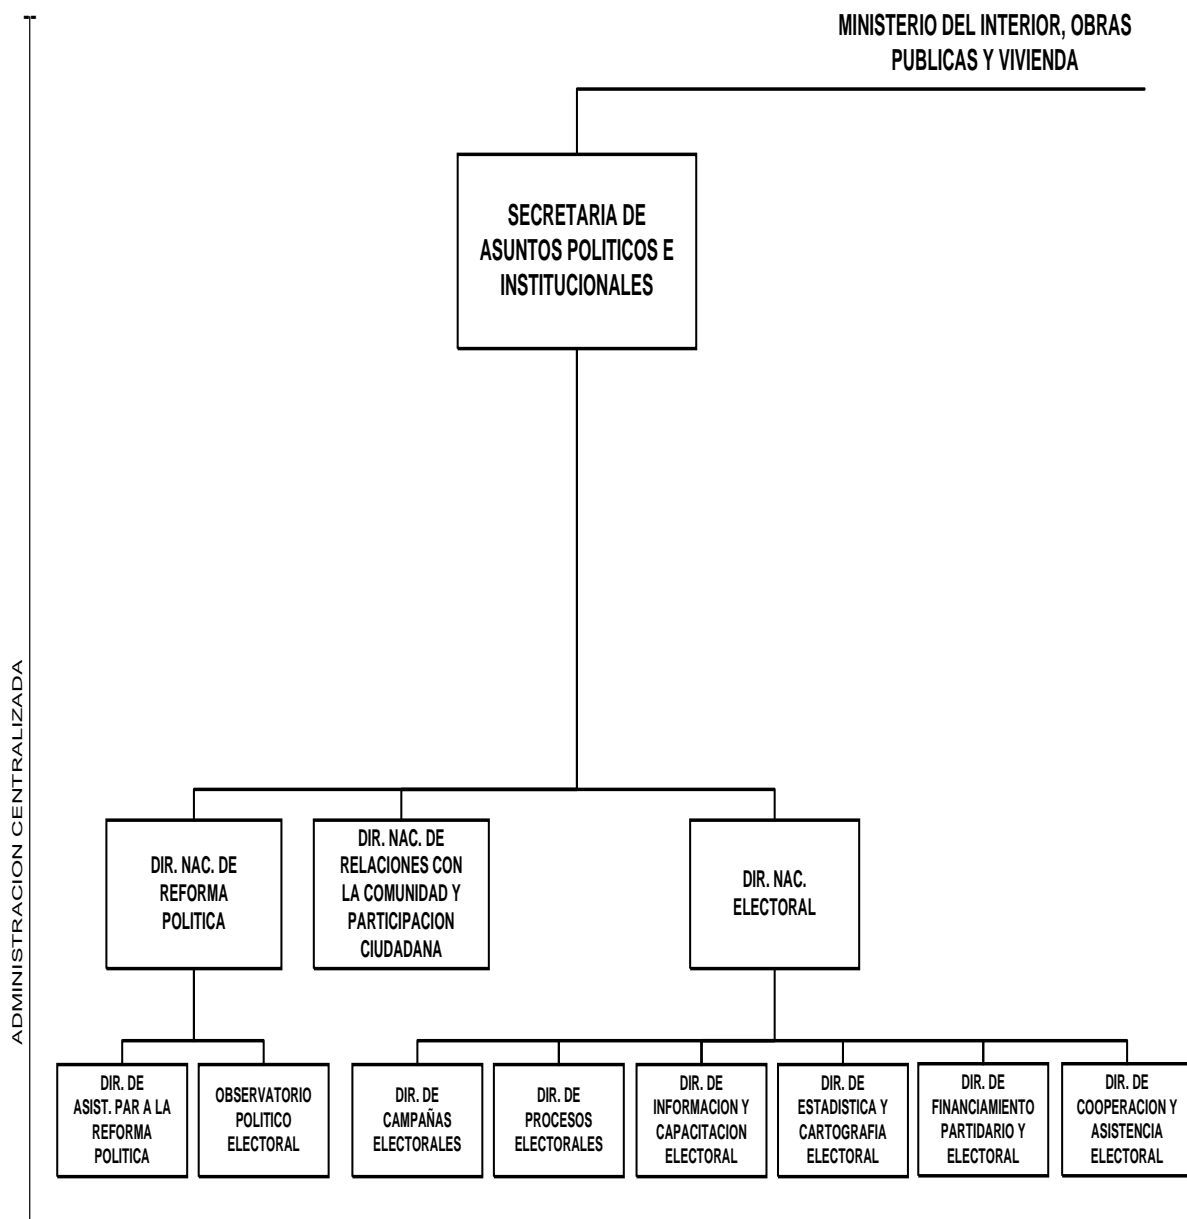 MINISTERIO DEL INTERIOR, OBRAS
PUBLICAS Y VIVIENDA
SECRETARIA DE
ASUNTOS POLITICOS E
INSTITUCIONALES
ADMINISTRACION CENTRALIZADA
DIR. NAC. DE
REFORMA
POLITICA
DIR. NAC. DE
RELACIONES CON
LA COMUNIDAD Y
PARTICIPACION
CIUDADANA
DIR. NAC.
ELECTORAL
DIR. DE
ASIST. PAR A LA
REFORMA
POLITICA
OBSERVATORIO
POLITICO
ELECTORAL
DIR. DE
CAMPAÑAS
ELECTORALES
DIR. DE
PROCESOS
ELECTORALES
DIR. DE
INFORMACION Y
CAPACITACION
ELECTORAL
DIR. DE
ESTADISTICA Y
CARTOGRAFIA
ELECTORAL
DIR. DE
FINANCIAMIENTO
PARTIDARIO Y
ELECTORAL
DIR. DE
COOPERACION Y
ASISTENCIA
ELECTORAL